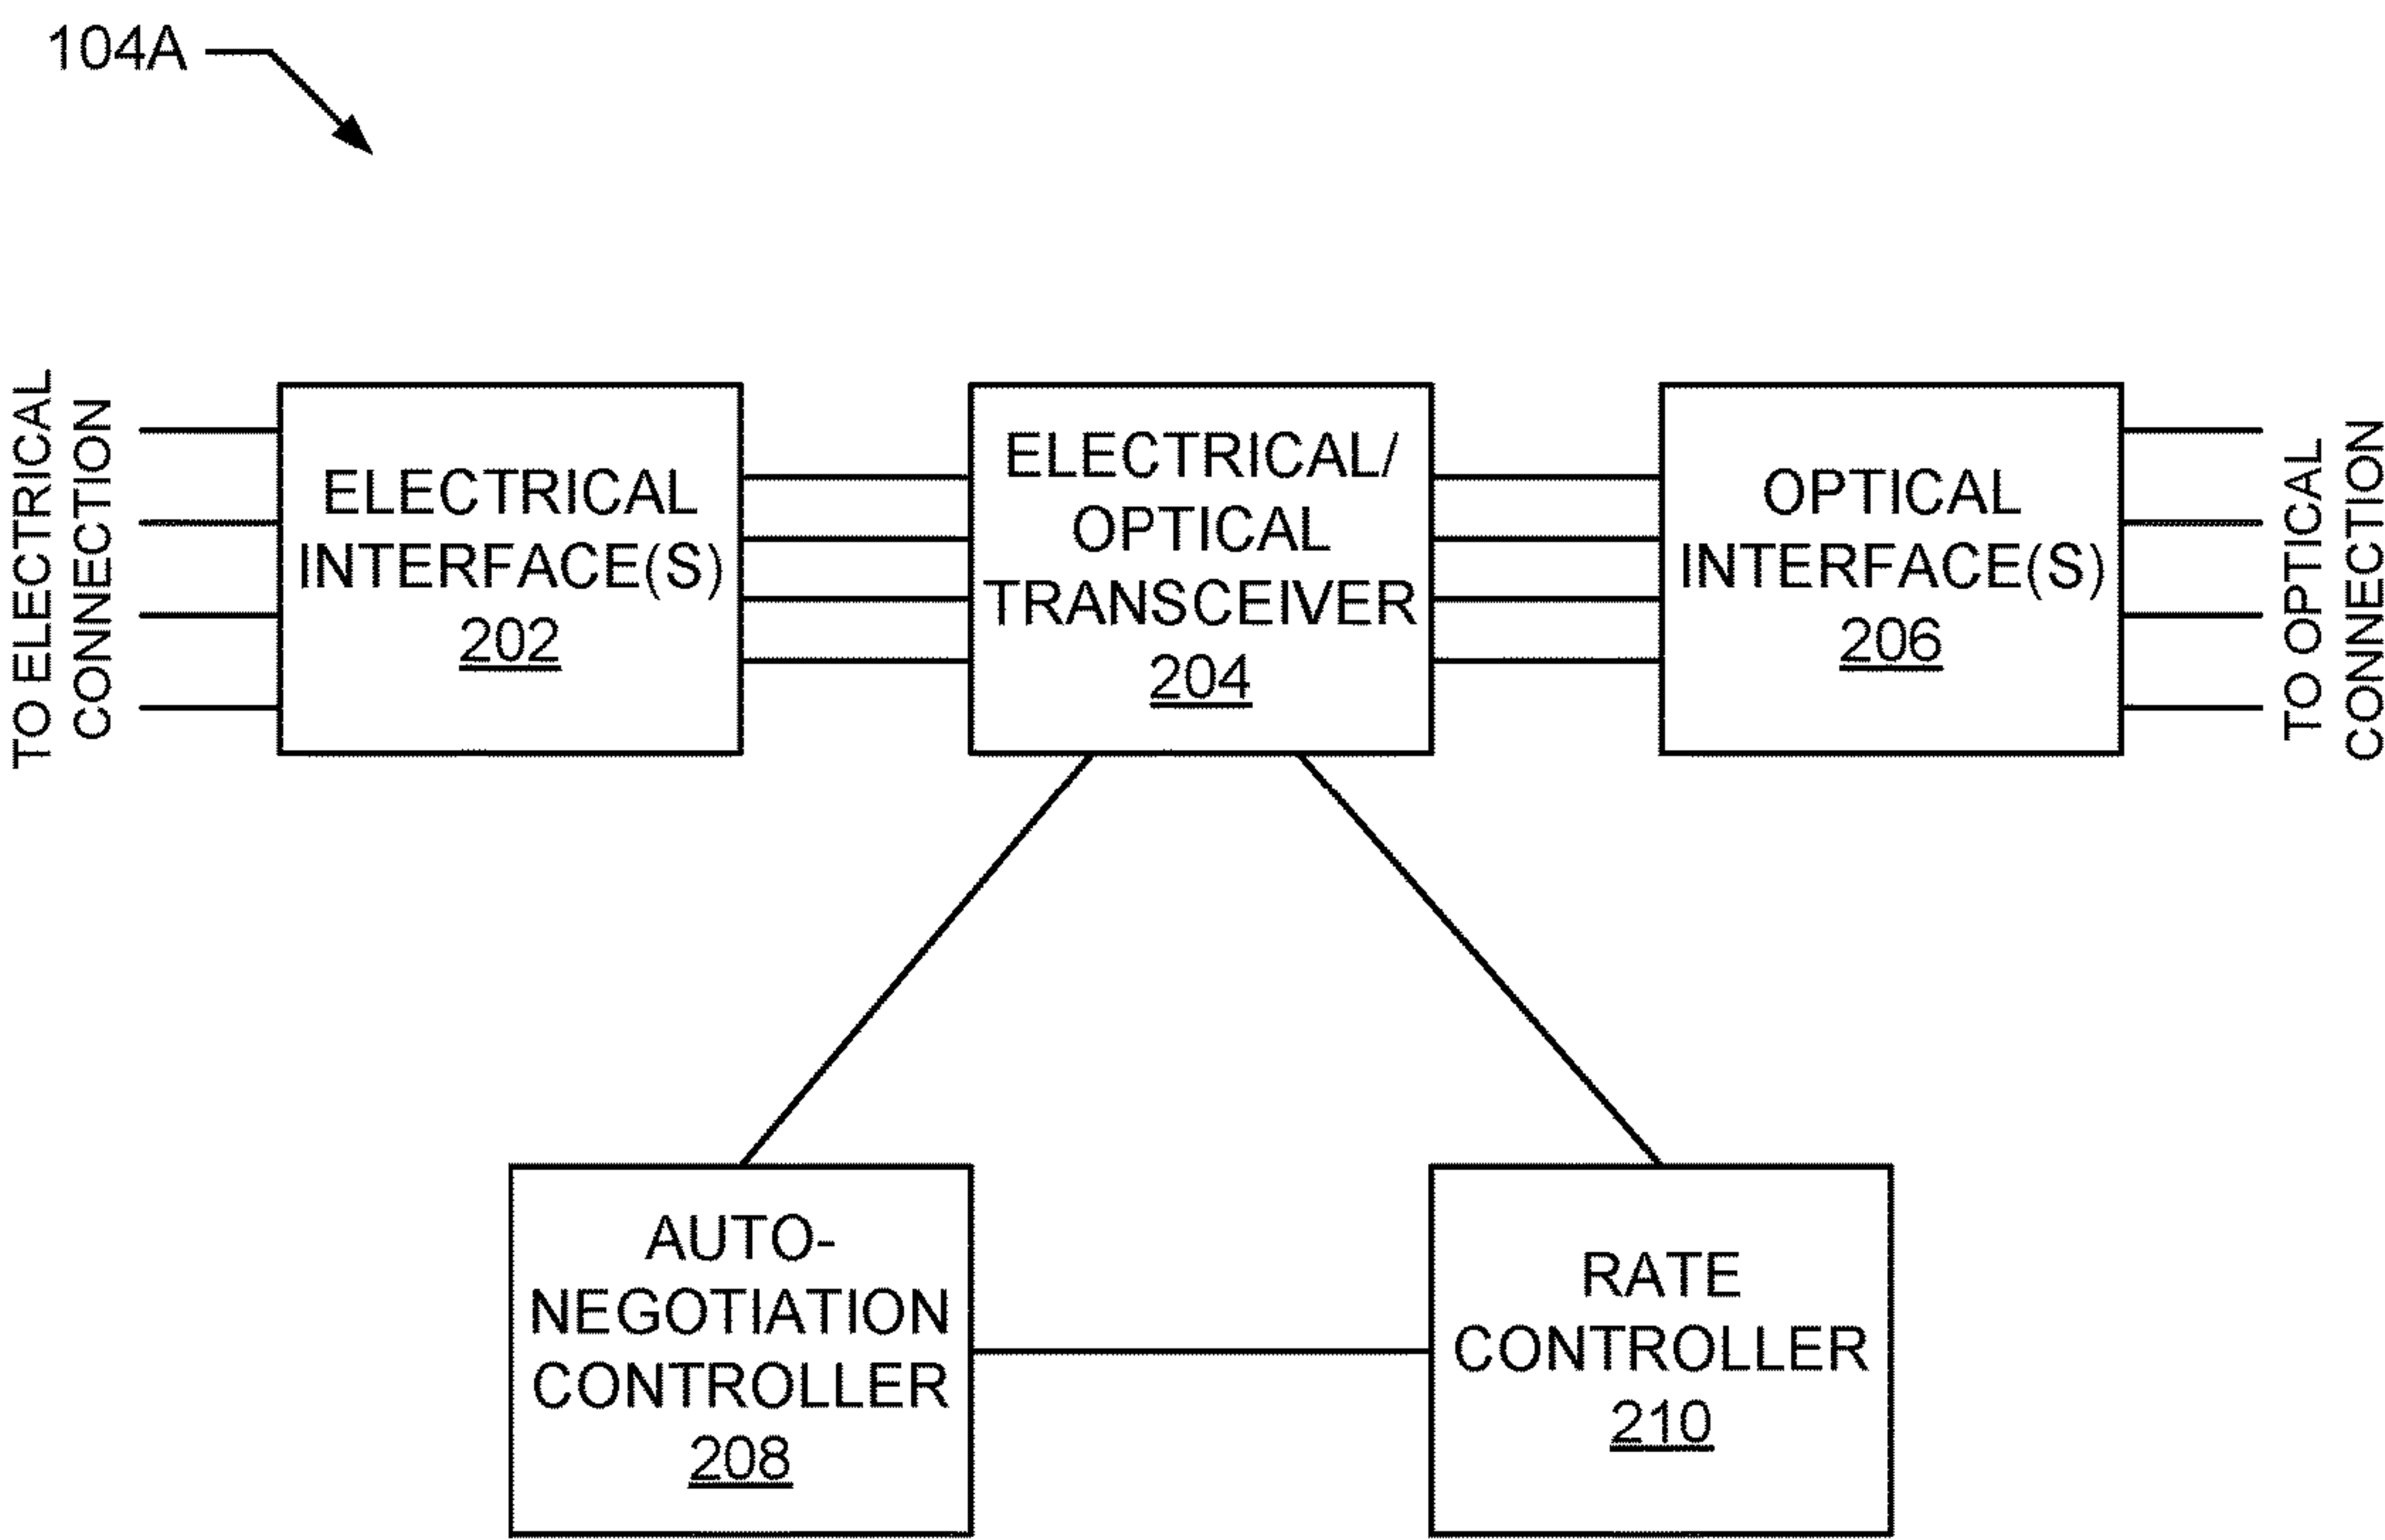 104A
TO ELECTRICAL
CONNECTION
ELECTRICAL
INTERFACE(S)
202
ELECTRICAL/
OPTICAL
TRANSCEIVER
204
OPTICAL
INTERFACE(S)
206
TO OPTICAL
CONNECTION
AUTO-
NEGOTIATION
CONTROLLER
208
RATE
CONTROLLER
210